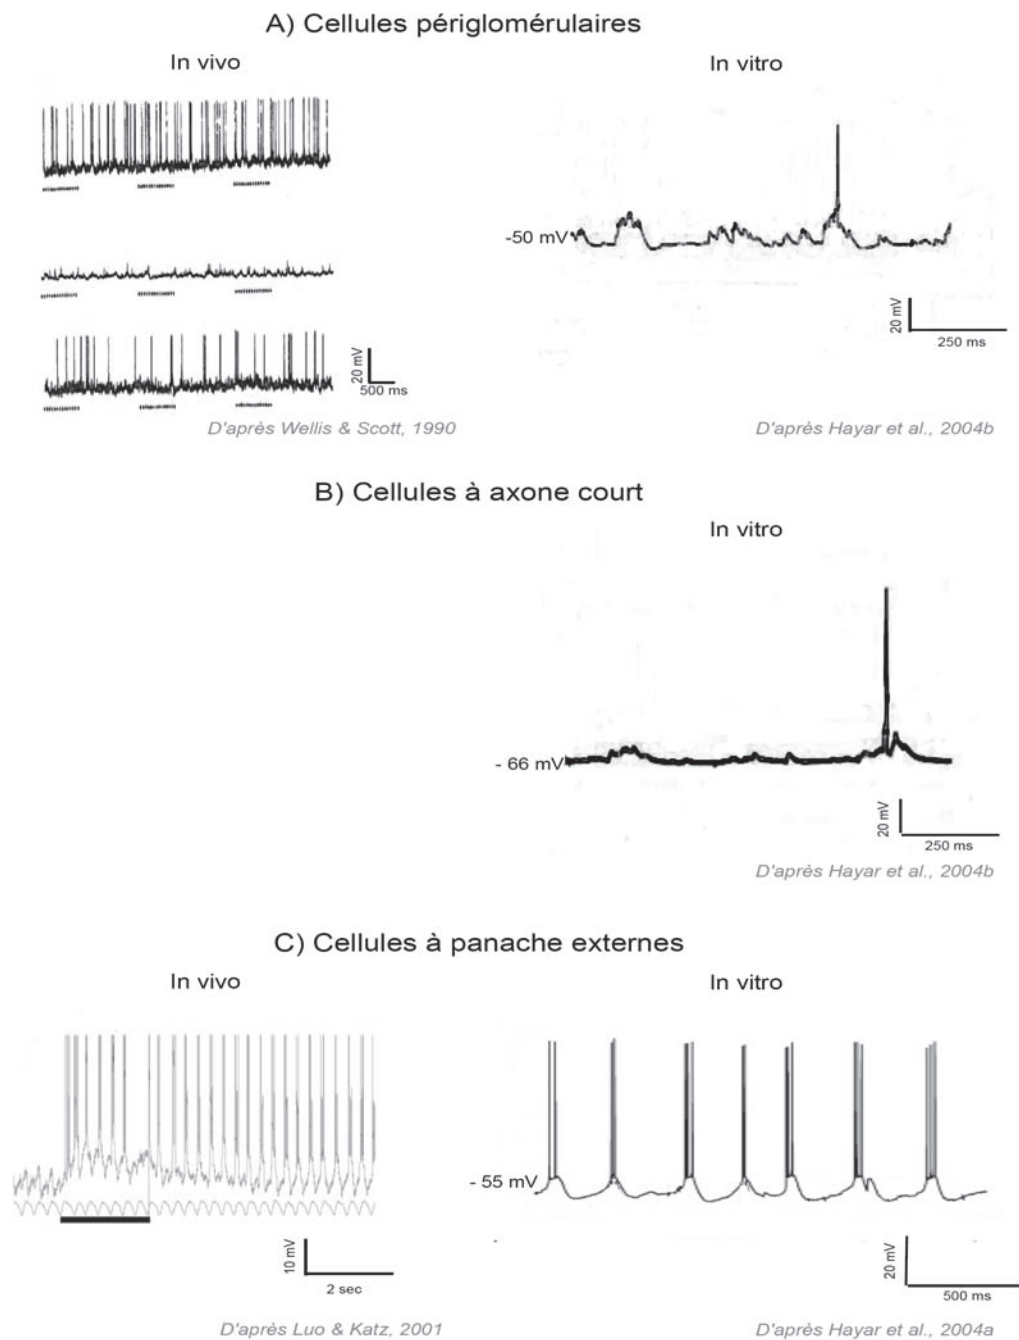 A) Cellules périglomérulaires
In vivo
In vitro
-50 mV
20 mV
500 ms
20 mV
250 ms
D'après Wellis & Scott, 1990
D'après Hayar et al., 2004b
B) Cellules à axone court
In vitro
- 66 mV
20 mV
250 ms
D'après Hayar et al., 2004b
C) Cellules à panache externes
In vivo
In vitro
- 55 mV
10 mV
2 sec
20 mV
500 ms
D'après Luo & Katz, 2001
D'après Hayar et al., 2004a